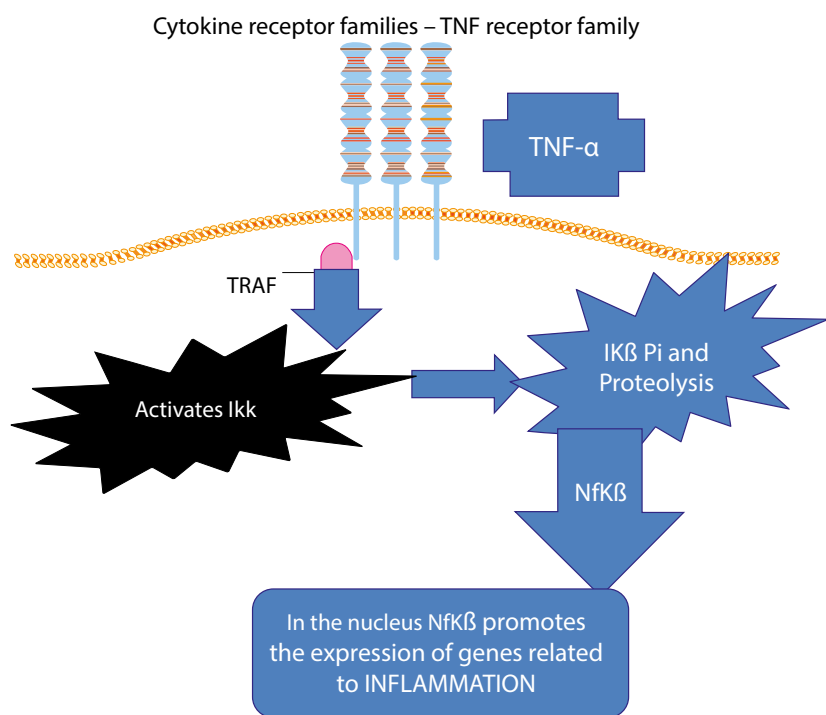 Cytokine receptor families – TNF receptor family
TNF-α
TRAF
Activates Ikk
IKß Pi and
Proteolysis
NfKß
In the nucleus NfKß promotes
the expression of genes related
to INFLAMMATION